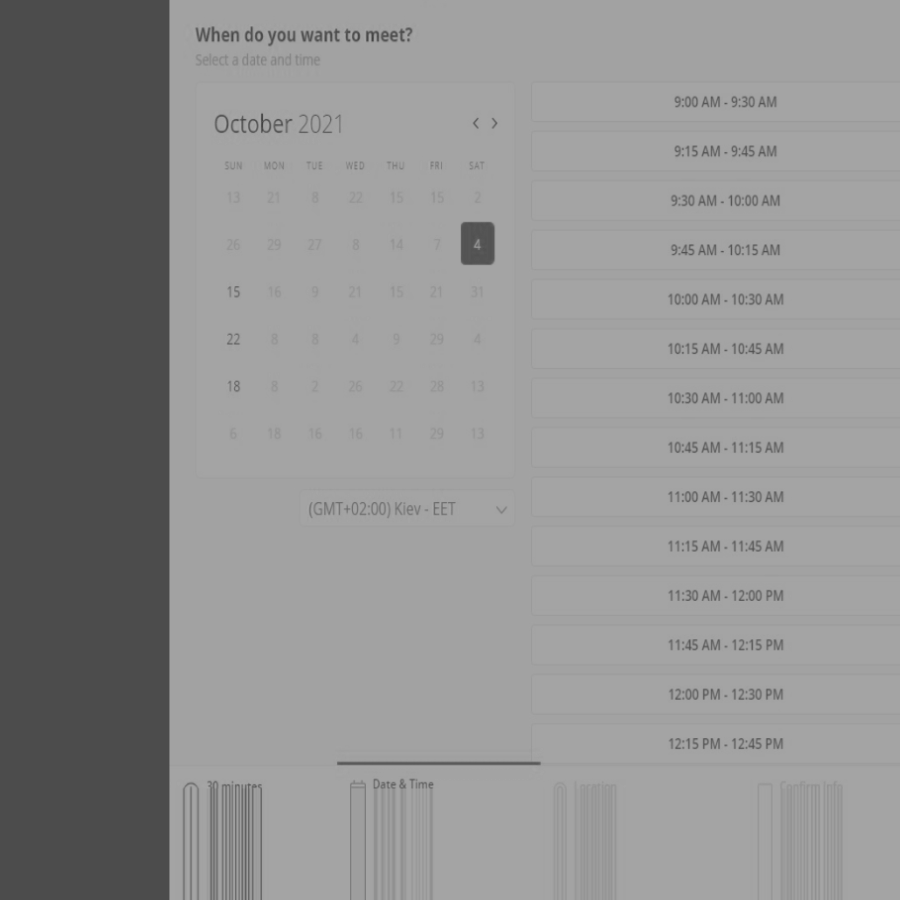 When do you want to meet?
Select a date and time
October 2021
SUN MON TUE WED THU FRI SAT
13 21 8 22 15 15 2
26 29 27 8 14 7 4
15 16 9 21 15 21 31
22 8 8 4 9 29 4
18 8 2 26 22 28 13
6 18 16 16 11 29 13
(GMT+02:00) Kiev - EET
9:00 AM - 9:30 AM
9:15 AM - 9:45 AM
9:30 AM - 10:00 AM
9:45 AM - 10:15 AM
10:00 AM - 10:30 AM
10:15 AM - 10:45 AM
10:30 AM - 11:00 AM
10:45 AM - 11:15 AM
11:00 AM - 11:30 AM
11:15 AM - 11:45 AM
11:30 AM - 12:00 PM
11:45 AM - 12:15 PM
12:00 PM - 12:30 PM
12:15 PM - 12:45 PM
30 minutes
Date & Time
Location
Confirm Info